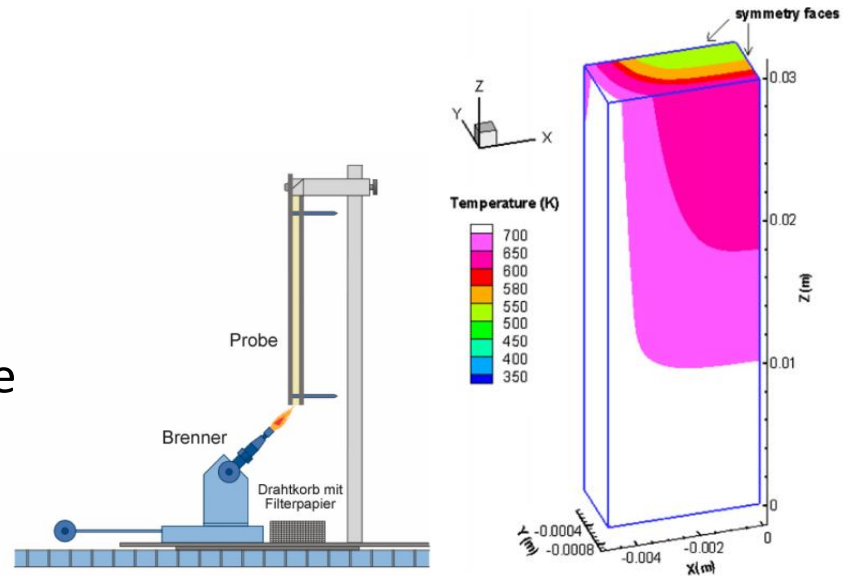 e
Probe
Brenner
Drahtkorb mit
Filterpapier
symmetry faces
Z
Y
X
Temperature (K)
700
650
600
580
550
500
450
400
350
0.03
0.02
0.01
0
Z (m)
Y (m)
-0.0004
-0.0008
-0.004
-0.002
0
X(m)